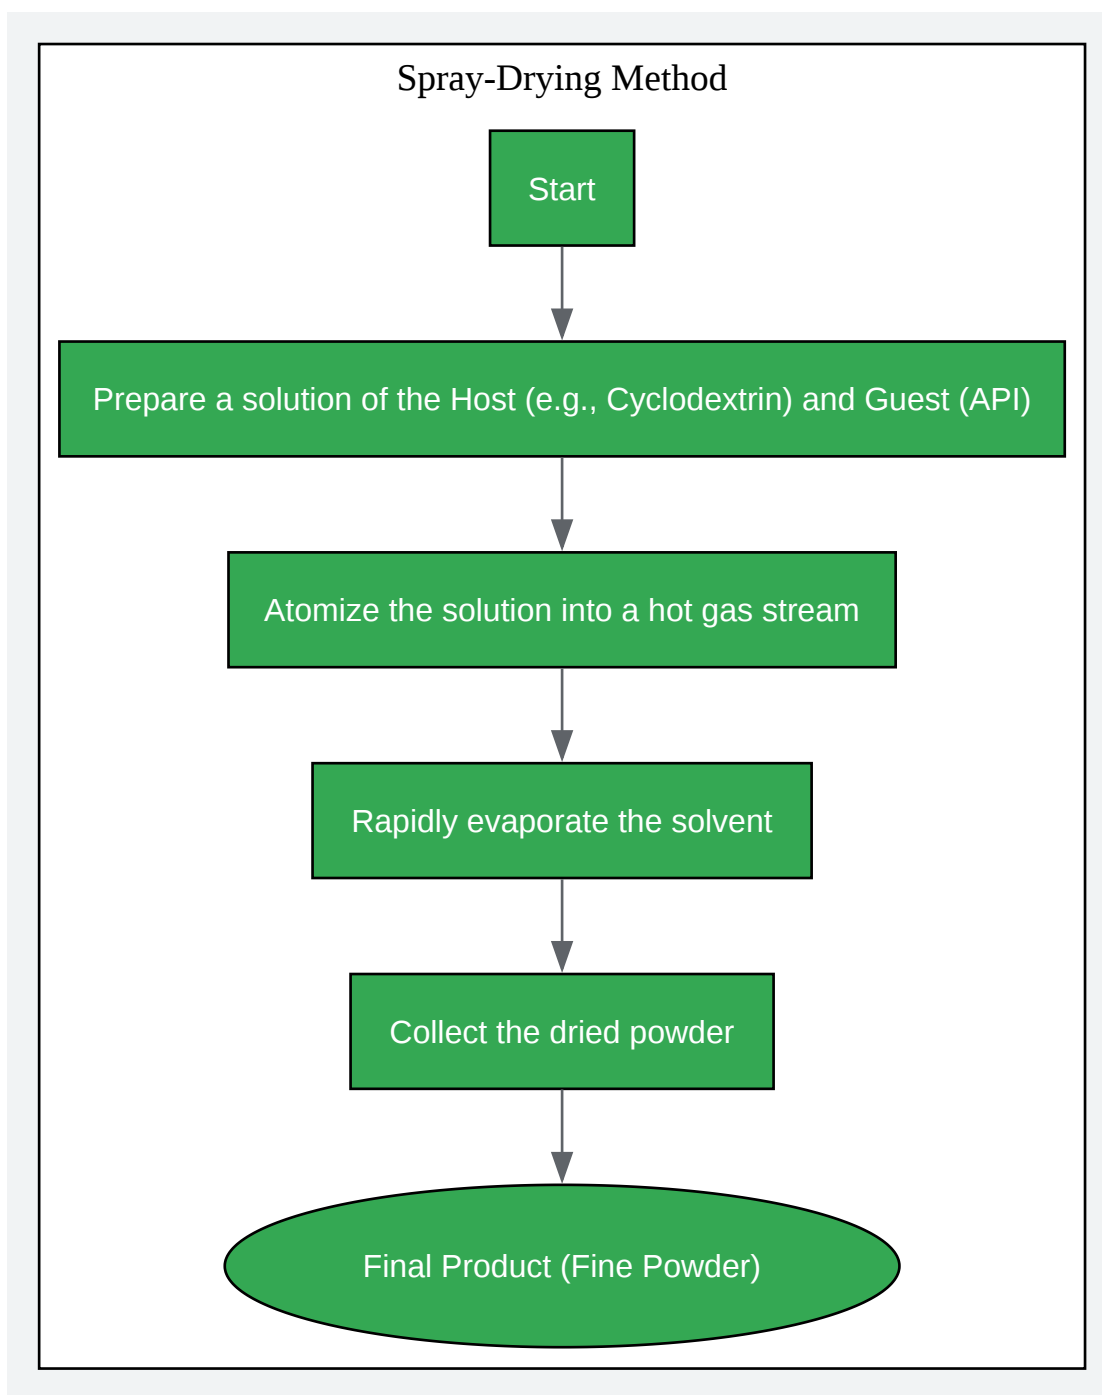 Spray-Drying Method
Start
Prepare a solution of the Host (e.g., Cyclodextrin) and Guest (API)
Atomize the solution into a hot gas stream
Rapidly evaporate the solvent
Collect the dried powder
Final Product (Fine Powder)